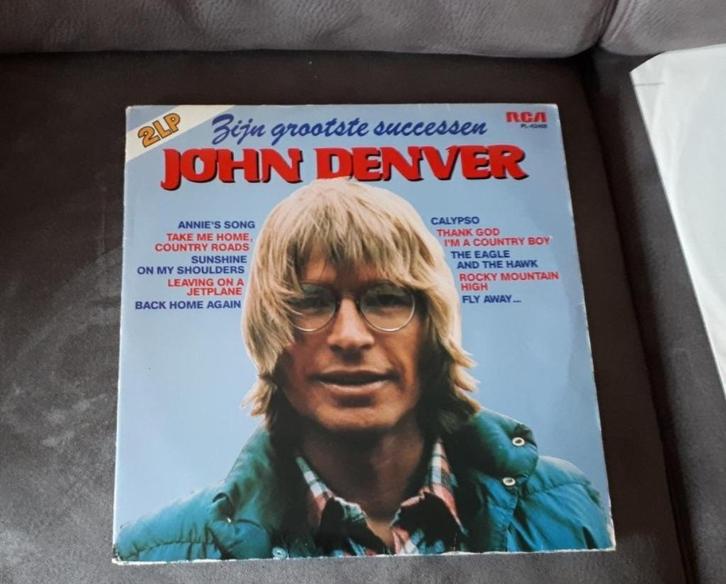 2LP
Zijn grootste successen
RCA
JOHN DENVER
ANNIE'S SONG
TAKE ME HOME,
COUNTRY ROADS
SUNSHINE
ON MY SHOULDERS
LEAVING ON A
JETPLANE
BACK HOME AGAIN
CALYPSO
THANK GOD
I'M A COUNTRY BOY
THE EAGLE
AND THE HAWK
ROCKY MOUNTAIN
HIGH
FLY AWAY...